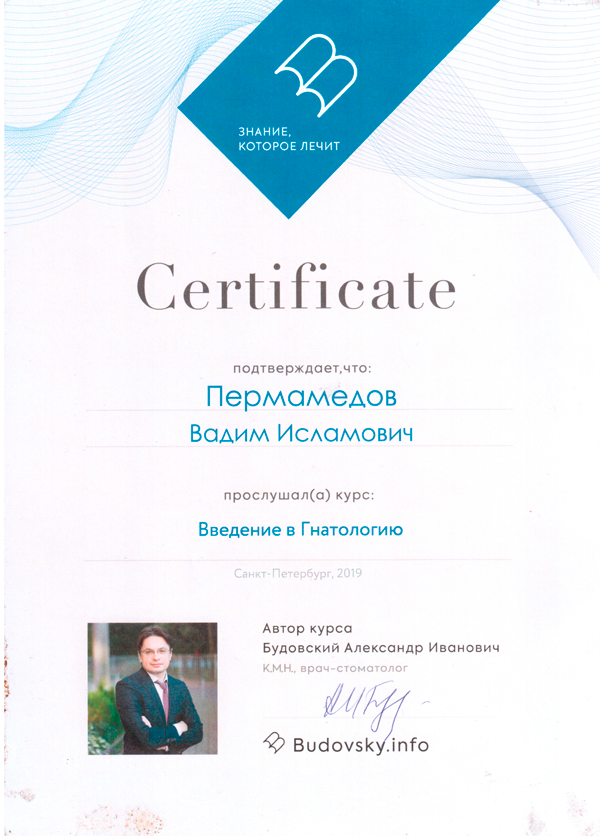 ЗНАНИЕ,
КОТОРОЕ ЛЕЧИТ
Certificate
подтверждает,что:
Пермамедов
Вадим Исламович
прослушал(а) курс:
Введение в Гнатологию
Санкт-Петербург, 2019
Автор курса
Будовский Александр Иванович
К.М.Н., врач-стоматолог
Budovsky.info